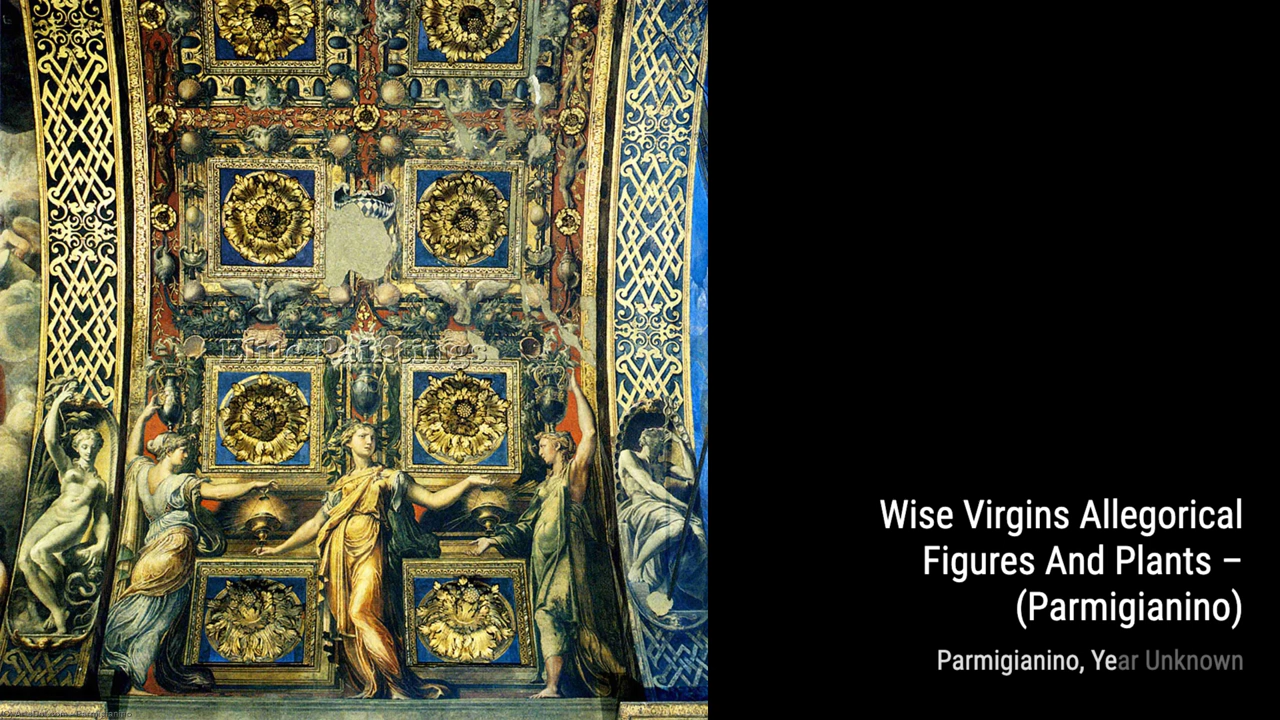 Wise Virgins Allegorical
Figures And Plants –
(Parmigianino)
Parmigianino, Year Unknown